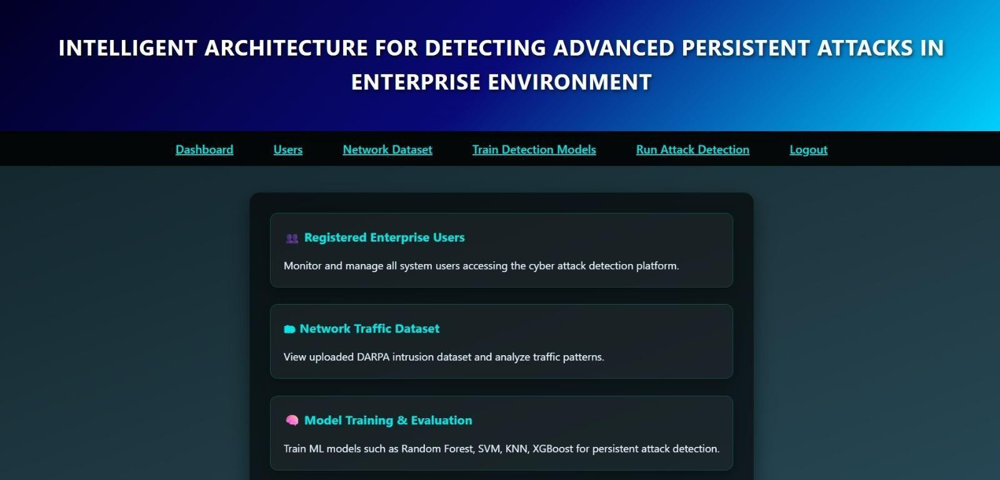 INTELLIGENT ARCHITECTURE FOR DETECTING ADVANCED PERSISTENT ATTACKS IN
ENTERPRISE ENVIRONMENT
Dashboard Users Network Dataset Train Detection Models Run Attack Detection Logout
Registered Enterprise Users
Monitor and manage all system users accessing the cyber attack detection platform.
Network Traffic Dataset
View uploaded DARPA intrusion dataset and analyze traffic patterns.
Model Training & Evaluation
Train ML models such as Random Forest, SVM, KNN, XGBoost for persistent attack detection.